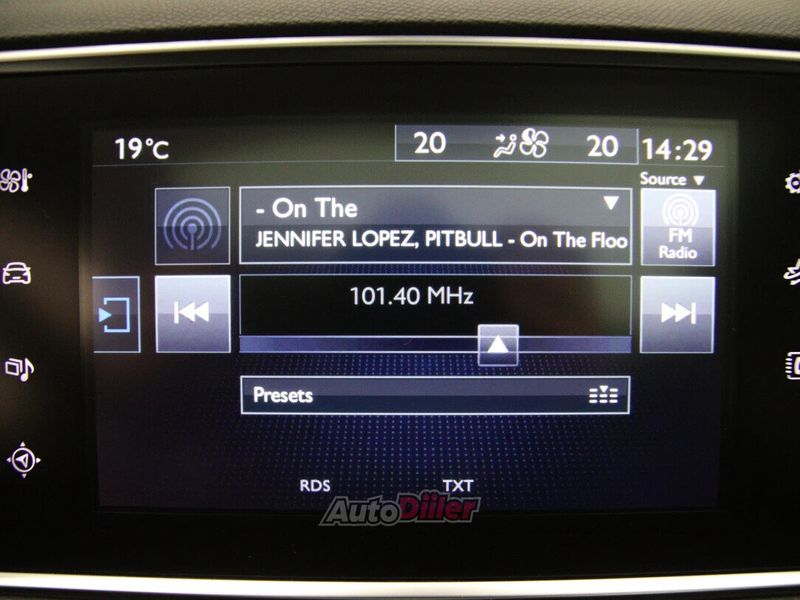 19°C 20 20 14:29
Source
- On The
JENNIFER LOPEZ, PITBULL - On The Floo
FM
Radio
101.40 MHz
Presets
RDS TXT
AutoDiler